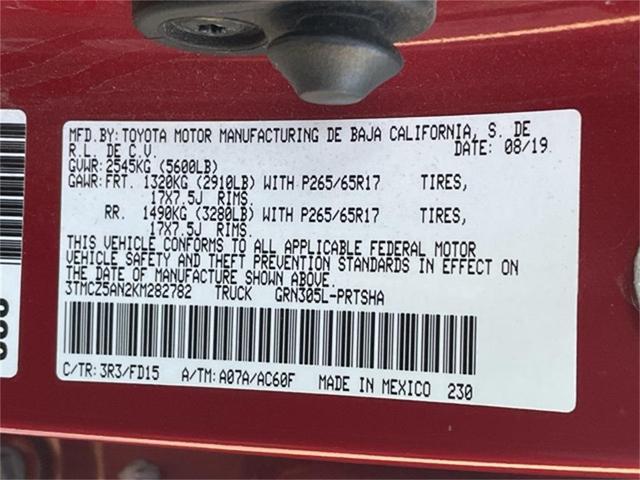 MFD.BY: TOYOTA MOTOR MANUFACTURING DE BAJA CALIFORNIA, S. DE
R.L. DE C.V. DATE: 08/19
GVWR: 2545KG (5600LB)
GAWR: FRT. 1320KG (2910LB) WITH P265/65R17 TIRES,
17X7.5J RIMS.
RR. 1490KG (3280LB) WITH P265/65R17 TIRES,
17X7.5J RIMS.
THIS VEHICLE CONFORMS TO ALL APPLICABLE FEDERAL MOTOR
VEHICLE SAFETY AND THEFT PREVENTION STANDARDS IN EFFECT ON
THE DATE OF MANUFACTURE SHOWN ABOVE.
3TMCZ5AN2KM282782 TRUCK GRN305L-PRTSHA
C/TR: 3R3/FD15 A/TM: A07A/AC60F MADE IN MEXICO 230